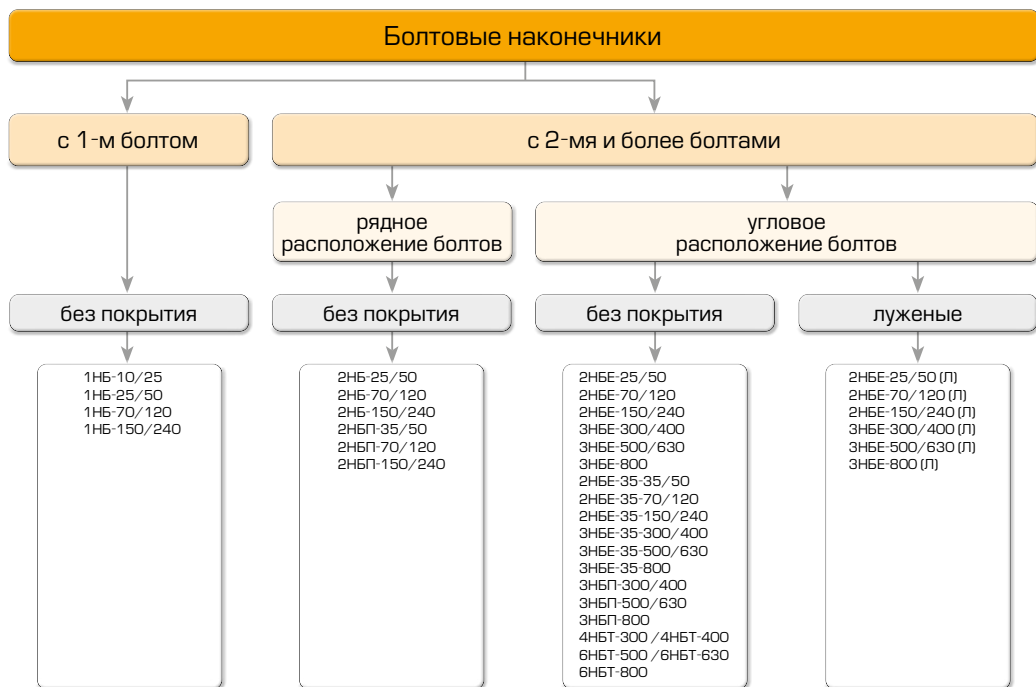 Болтовые наконечники
с 1-м болтом
с 2-мя и более болтами
рядное
расположение болтов
угловое
расположение болтов
без покрытия
без покрытия
без покрытия
луженые
1НБ-10/25
1НБ-25/50
1НБ-70/120
1НБ-150/240
2НБ-25/50
2НБ-70/120
2НБ-150/240
2НБП-35/50
2НБП-70/120
2НБП-150/240
2НБЕ-25/50
2НБЕ-70/120
2НБЕ-150/240
3НБЕ-300/400
3НБЕ-500/630
3НБЕ-800
2НБЕ-35-35/50
2НБЕ-35-70/120
2НБЕ-35-150/240
3НБЕ-35-300/400
3НБЕ-35-500/630
3НБЕ-35-800
3НБП-300/400
3НБП-500/630
3НБП-800
4НБТ-300 /4НБТ-400
6НБТ-500 /6НБТ-630
6НБТ-800
2НБЕ-25/50 (Л)
2НБЕ-70/120 (Л)
2НБЕ-150/240 (Л)
3НБЕ-300/400 (Л)
3НБЕ-500/630 (Л)
3НБЕ-800 (Л)